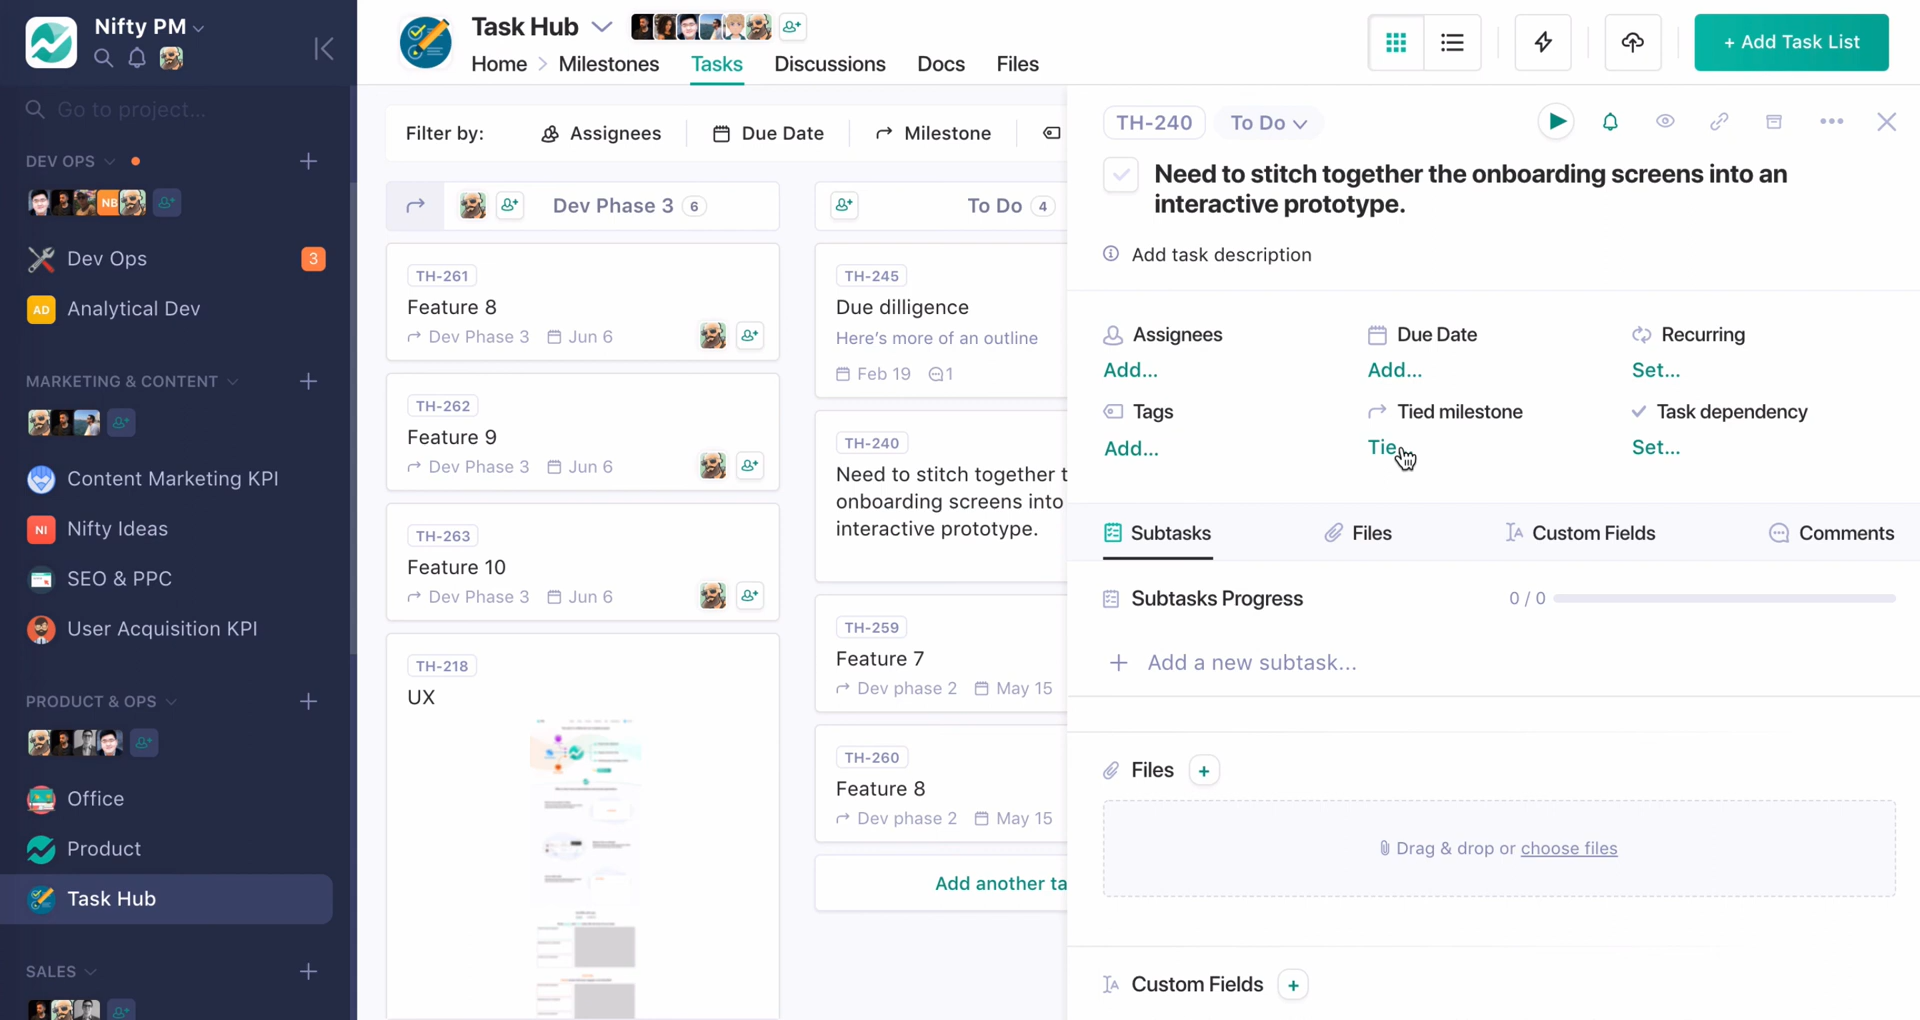 Nifty PM
Go to project...
DEV OPS
NB
Dev Ops
3
AD
Analytical Dev
MARKETING & CONTENT
Content Marketing KPI
NI
Nifty Ideas
SEO & PPC
User Acquisition KPI
PRODUCT & OPS
Office
Product
Task Hub
SALES
Task Hub
Home > Milestones Tasks Discussions Docs Files
+ Add Task List
Filter by: Assignees Due Date Milestone
Dev Phase 3 6
TH-261
Feature 8
Dev Phase 3 Jun 6
TH-262
Feature 9
Dev Phase 3 Jun 6
TH-263
Feature 10
Dev Phase 3 Jun 6
TH-218
UX
To Do 4
TH-245
Due dilligence
Here's more of an outline
Feb 19 1
TH-240
Need to stitch together t
onboarding screens into
interactive prototype.
TH-259
Feature 7
Dev phase 2 May 15
TH-260
Feature 8
Dev phase 2 May 15
Add another ta
TH-240 To Do
Need to stitch together the onboarding screens into an
interactive prototype.
Add task description
Assignees Due Date Recurring
Add... Add... Set...
Tags Tied milestone Task dependency
Add... Tie Set...
Subtasks Files Custom Fields Comments
Subtasks Progress 0 / 0
+ Add a new subtask...
Files +
Drag & drop or choose files
Custom Fields +